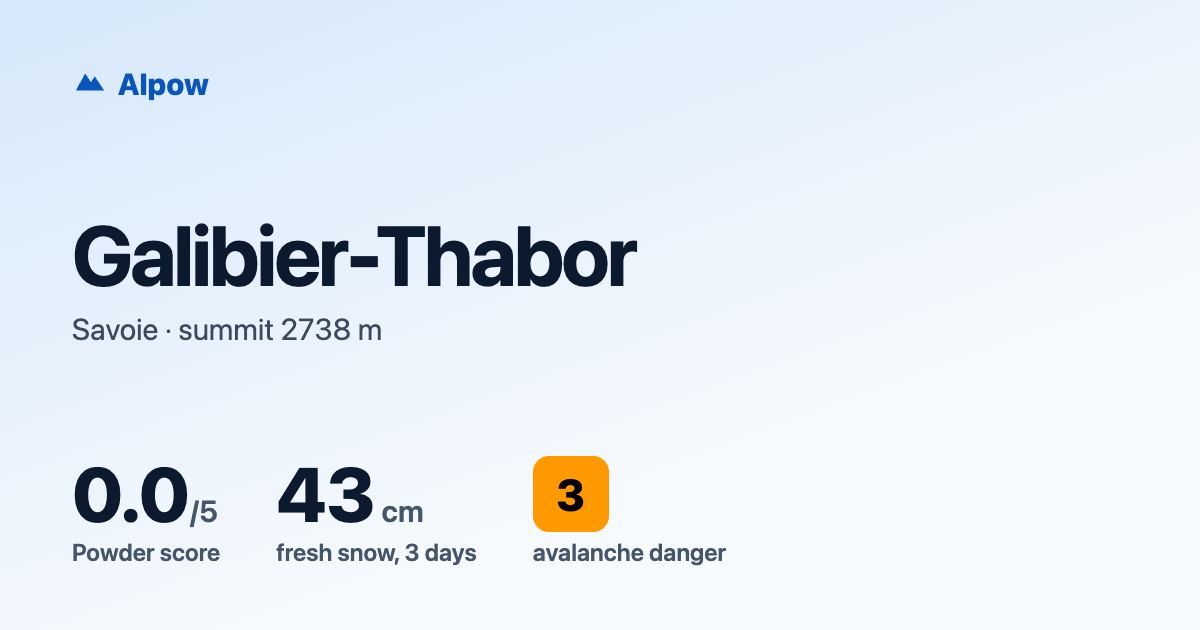 Alpow
Galibier-Thabor
Savoie · summit 2738 m
0.0/5
Powder score
43 cm
fresh snow, 3 days
3
avalanche danger